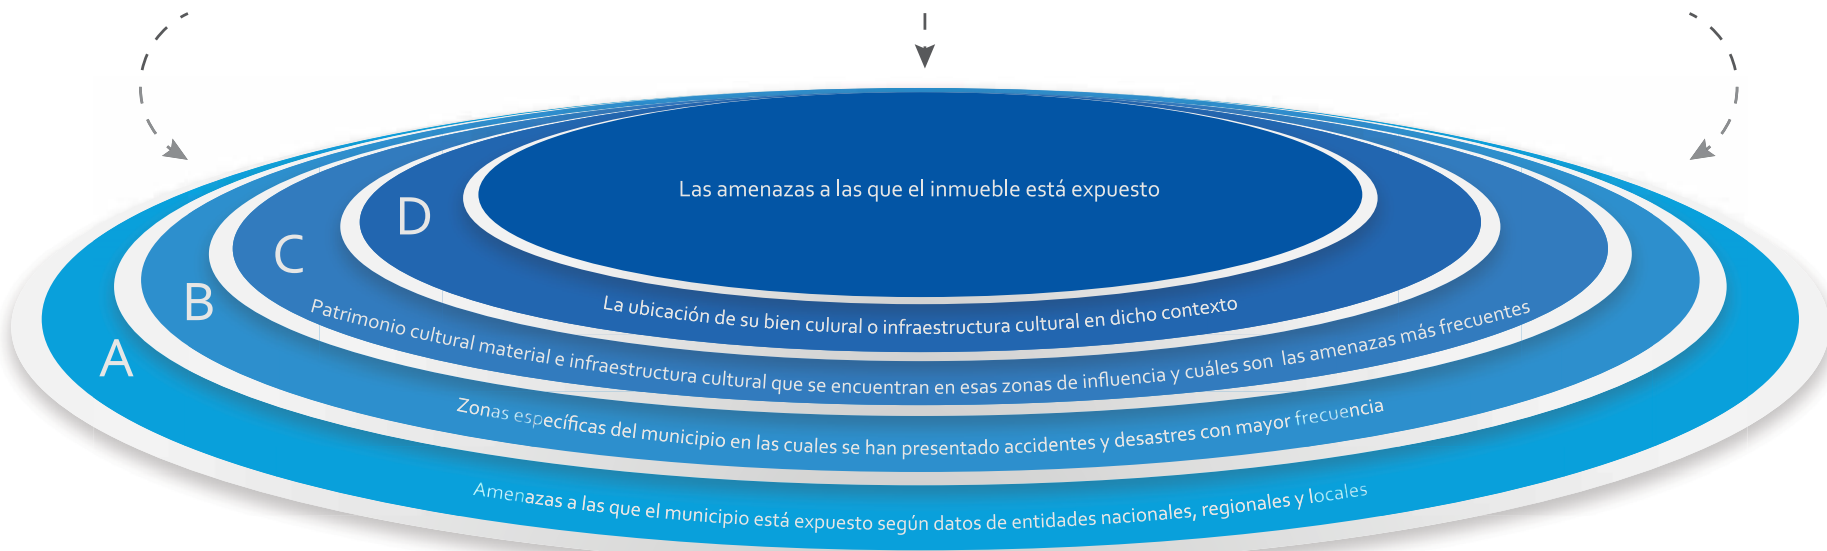 Las amenazas a las que el inmueble está expuesto
D
La ubicación de su bien culural o infraestructura cultural en dicho contexto
C
Patrimonio cultural material e infraestructura cultural que se encuentran en esas zonas de influencia y cuáles son las amenazas más frecuentes
B
Zonas específicas del municipio en las cuales se han presentado accidentes y desastres con mayor frecuencia
A
Amenazas a las que el municipio está expuesto según datos de entidades nacionales, regionales y locales